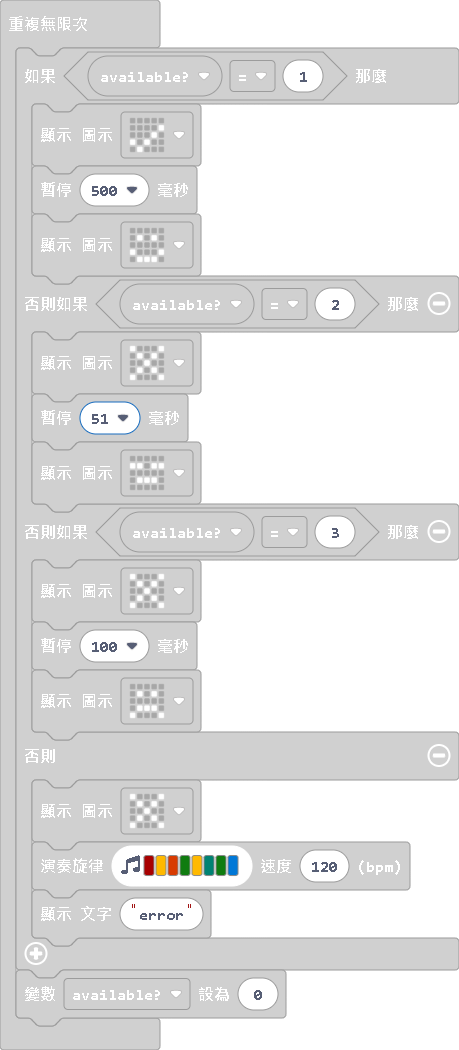 重複無限次
如果 available? = 1 那麼
顯示 圖示
暫停 500 毫秒
顯示 圖示
否則如果 available? = 2 那麼
顯示 圖示
暫停 51 毫秒
顯示 圖示
否則如果 available? = 3 那麼
顯示 圖示
暫停 100 毫秒
顯示 圖示
否則
顯示 圖示
演奏旋律 速度 120 (bpm)
顯示 文字 "error"
變數 available? 設為 0